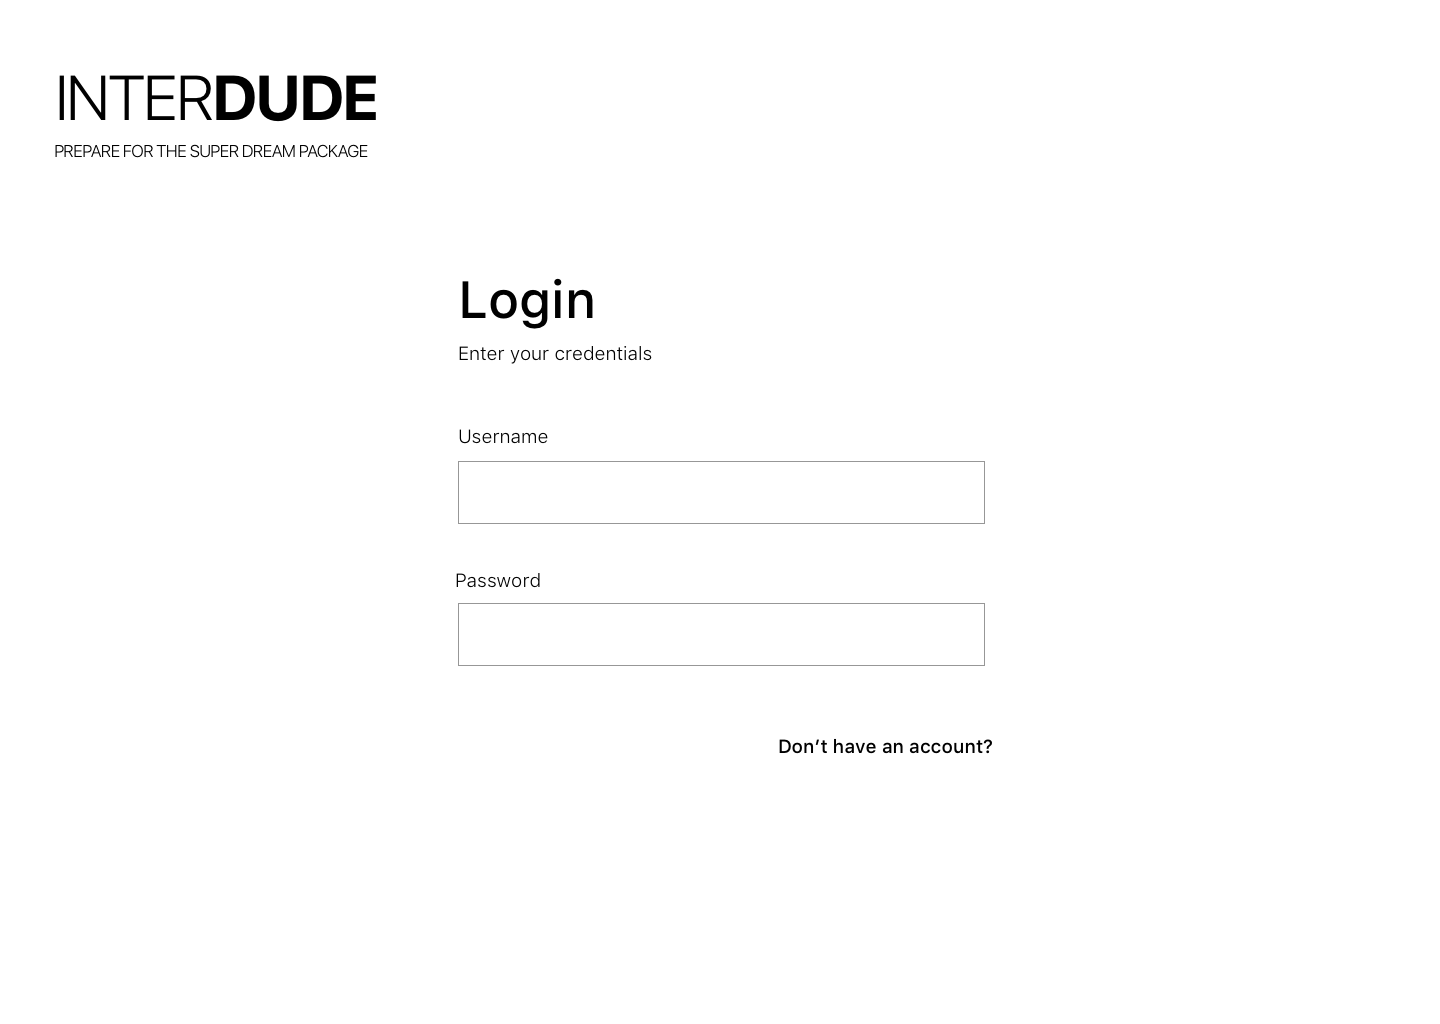 INTERDUDE
PREPARE FOR THE SUPER DREAM PACKAGE
Login
Enter your credentials
Username
Password
Don’t have an account?